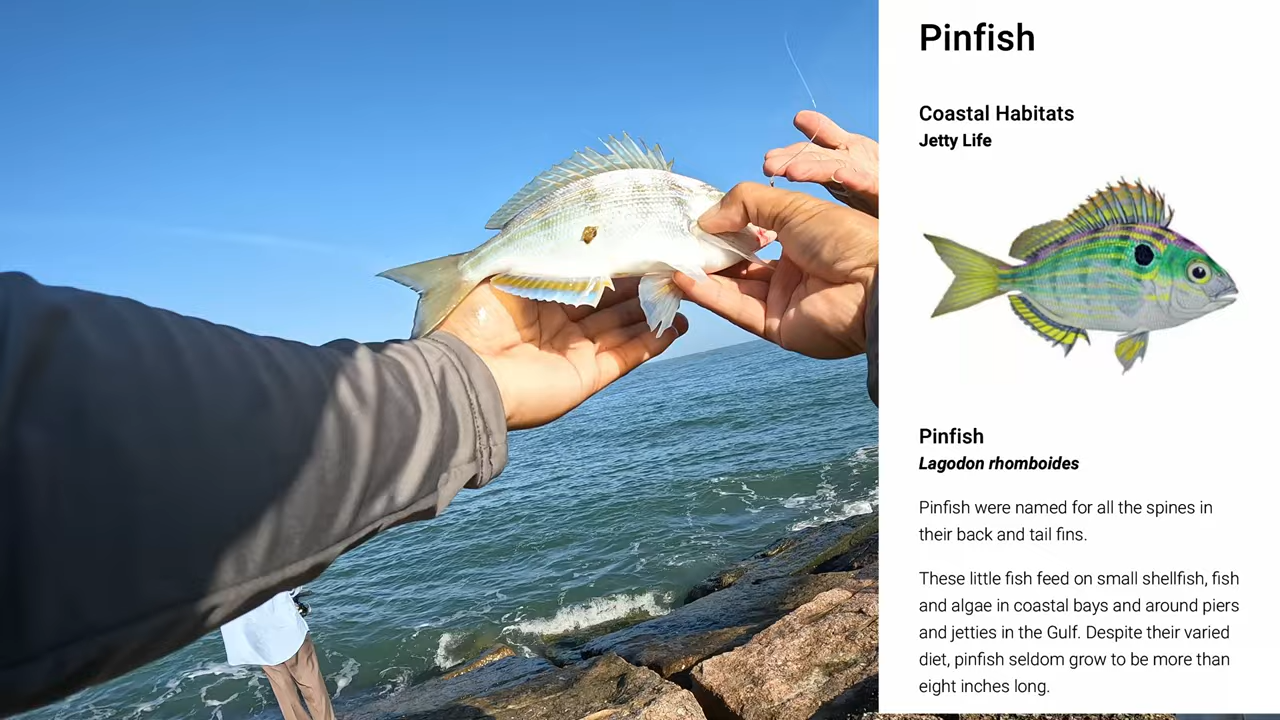 Pinfish
Coastal Habitats
Jetty Life
Pinfish
Lagodon rhomboides
Pinfish were named for all the spines in
their back and tail fins.
These little fish feed on small shellfish, fish
and algae in coastal bays and around piers
and jetties in the Gulf. Despite their varied
diet, pinfish seldom grow to be more than
eight inches long.